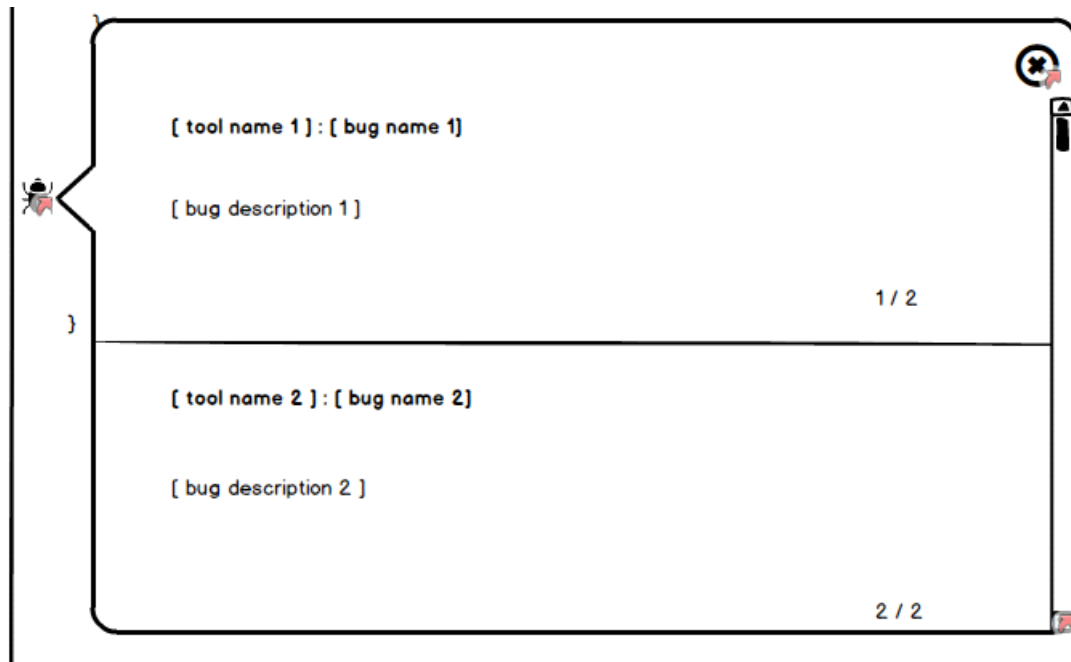 }
[ tool name 1 ] : [ bug name 1]
[ bug description 1 ]
1 / 2
}
[ tool name 2 ] : [ bug name 2]
[ bug description 2 ]
2 / 2